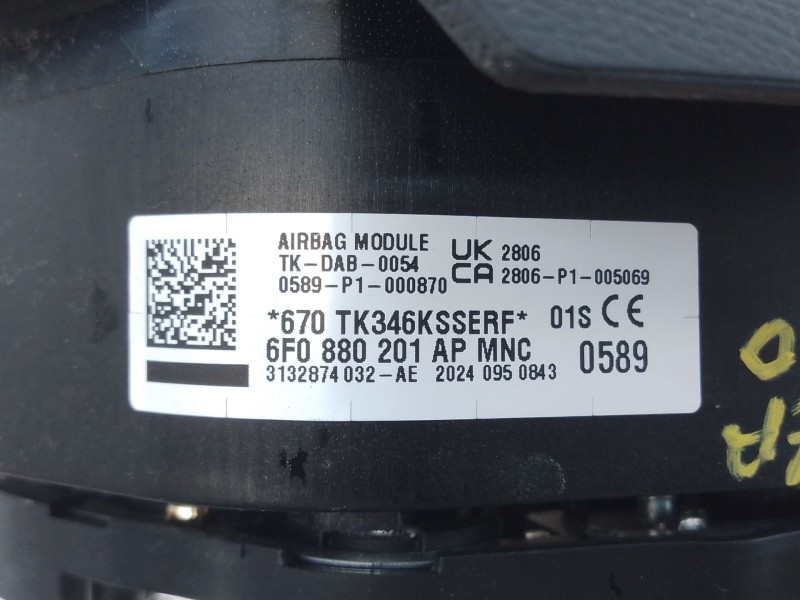 AIRBAG MODULE
TK-DAB-0054
0589-P1-000870
UK
CA
2806
2806-P1-005069
*670 TK346KSSERF* 01S CE
6F0 880 201 AP MNC 0589
3132874 032-AE 2024 095 0843